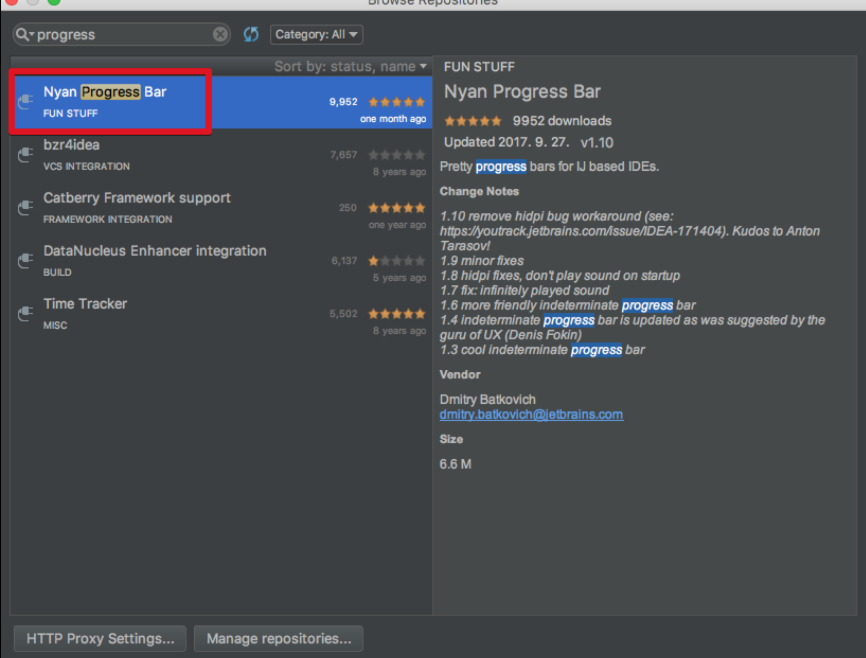 Browse Repositories
progress
Category: All
Sort by: status, name
Nyan Progress Bar
FUN STUFF
9,952
one month ago
bzr4idea
VCS INTEGRATION
7,657
8 years ago
Catberry Framework support
FRAMEWORK INTEGRATION
250
one year ago
DataNucleus Enhancer integration
BUILD
6,137
5 years ago
Time Tracker
MISC
5,502
8 years ago
FUN STUFF
Nyan Progress Bar
9952 downloads
Updated 2017. 9. 27. v1.10
Pretty progress bars for IJ based IDEs.
Change Notes
1.10 remove hidpi bug workaround (see:
https://youtrack.jetbrains.com/issue/IDEA-171404). Kudos to Anton
Tarasov!
1.9 minor fixes
1.8 hidpi fixes, don't play sound on startup
1.7 fix: infinitely played sound
1.6 more friendly indeterminate progress bar
1.4 indeterminate progress bar is updated as was suggested by the
guru of UX (Denis Fokin)
1.3 cool indeterminate progress bar
Vendor
Dmitry Batkovich
dmitry.batkovich@jetbrains.com
Size
6.6 M
HTTP Proxy Settings...
Manage repositories...